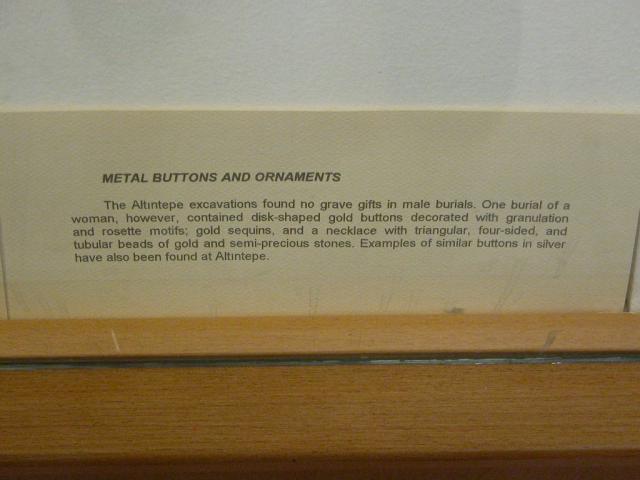 METAL BUTTONS AND ORNAMENTS
The Altıntepe excavations found no grave gifts in male burials. One burial of a
woman, however, contained disk-shaped gold buttons decorated with granulation
and rosette motifs; gold sequins, and a necklace with triangular, four-sided, and
tubular beads of gold and semi-precious stones. Examples of similar buttons in silver
have also been found at Altıntepe.